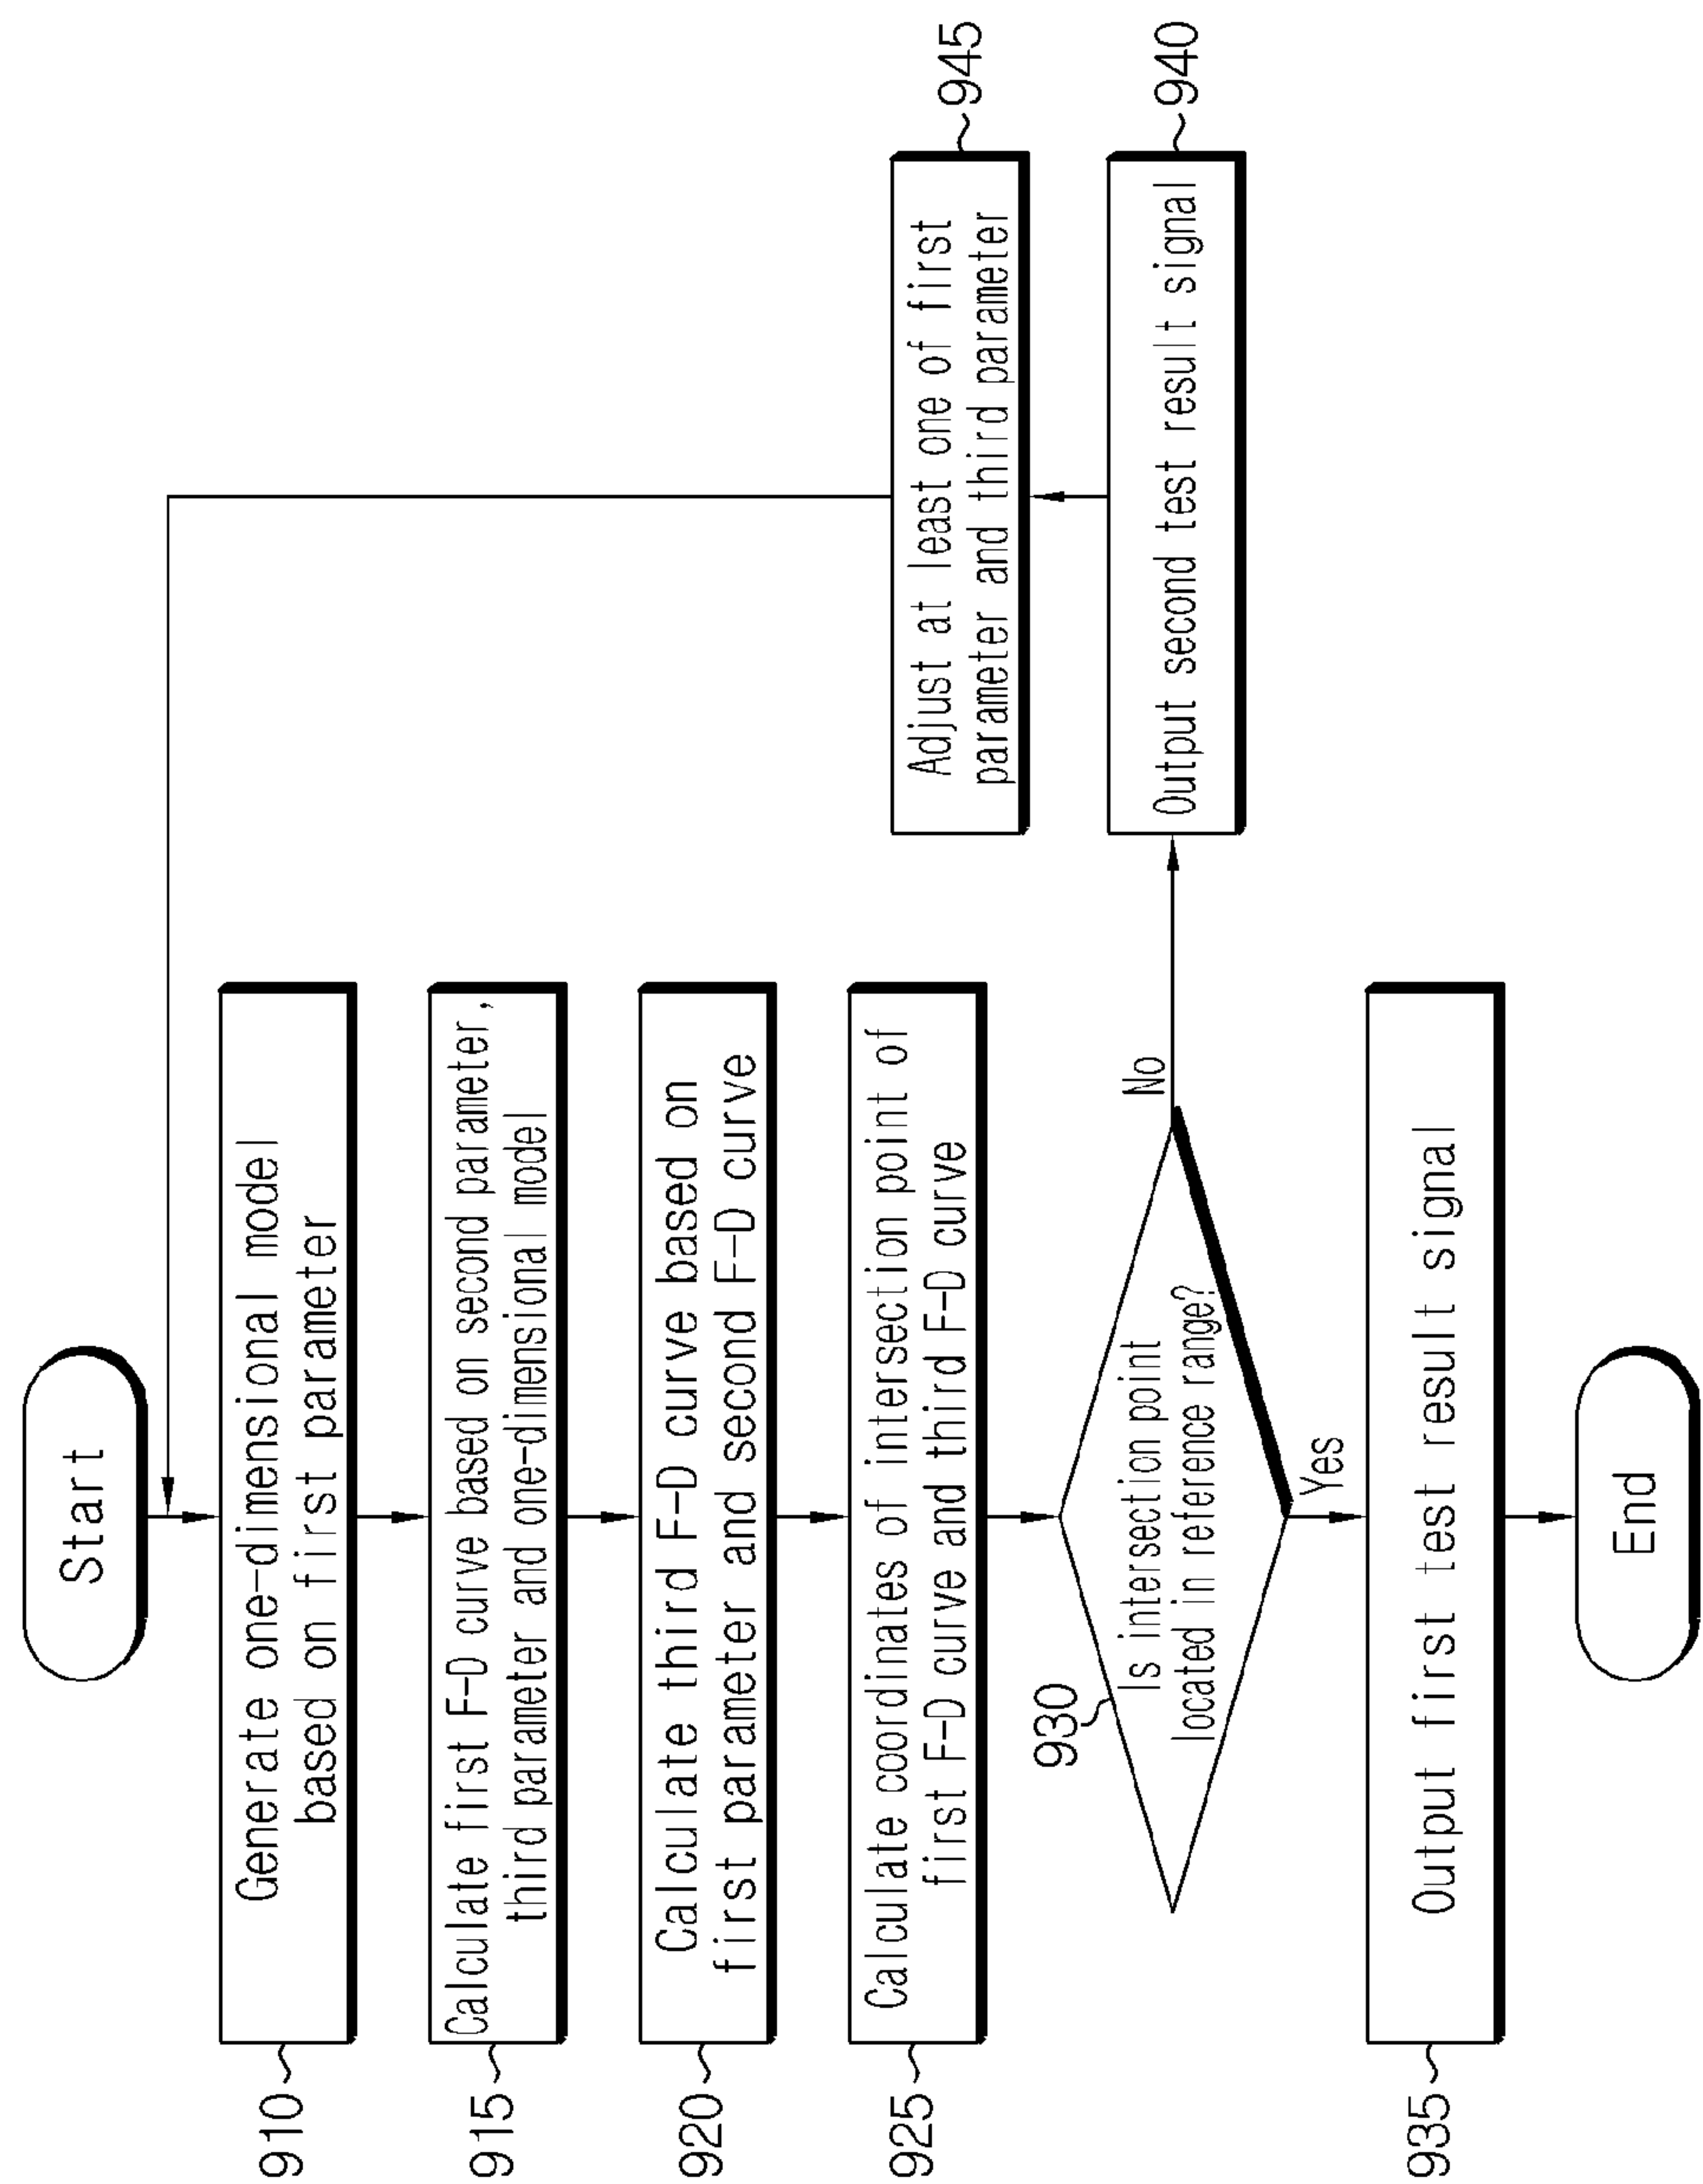 Start
910
Generate one-dimensional model
based on first parameter
915
Calculate first F-D curve based on second parameter,
third parameter and one-dimensional model
920
Calculate third F-D curve based on
first parameter and second F-D curve
925
Calculate coordinates of intersection point of
first F-D curve and third F-D curve
930
Is intersection point
located in reference range?
No
Yes
935
Output first test result signal
End
Adjust at least one of first
parameter and third parameter
945
Output second test result signal
940